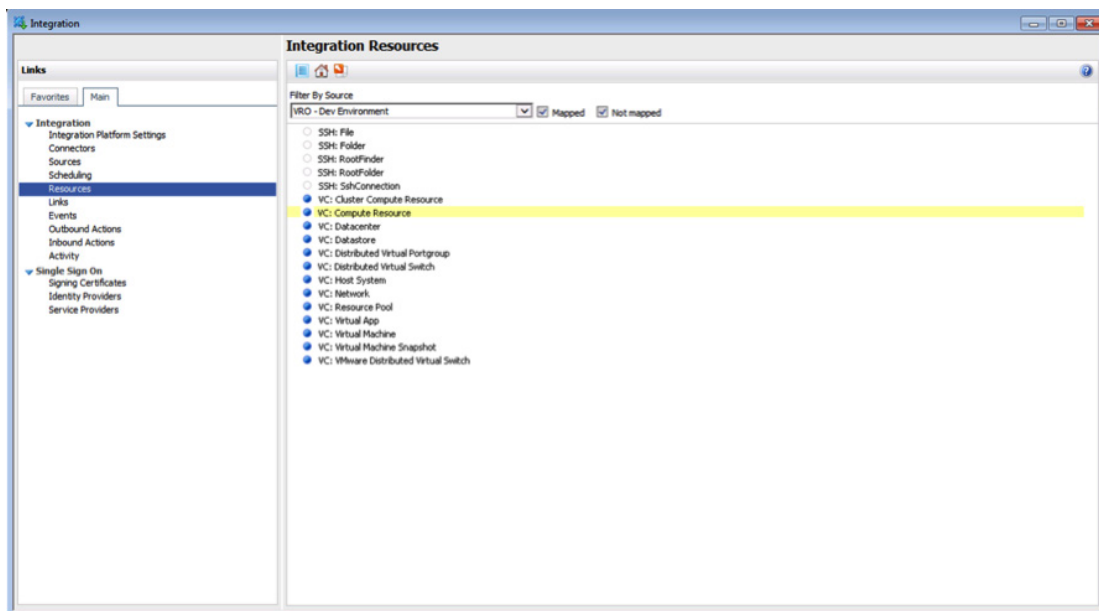 Integration
Integration Resources
Links
Favorites Main
Filter By Source
VRO - Dev Environment Mapped Not mapped
Integration
Integration Platform Settings
Connectors
Sources
Scheduling
Resources
Links
Events
Outbound Actions
Inbound Actions
Activity
Single Sign On
Signing Certificates
Identity Providers
Service Providers
SSH: File
SSH: Folder
SSH: RootFinder
SSH: RootFolder
SSH: SshConnection
VC: Cluster Compute Resource
VC: Compute Resource
VC: Datacenter
VC: Datastore
VC: Distributed Virtual Portgroup
VC: Distributed Virtual Switch
VC: Host System
VC: Network
VC: Resource Pool
VC: Virtual App
VC: Virtual Machine
VC: Virtual Machine Snapshot
VC: VMware Distributed Virtual Switch